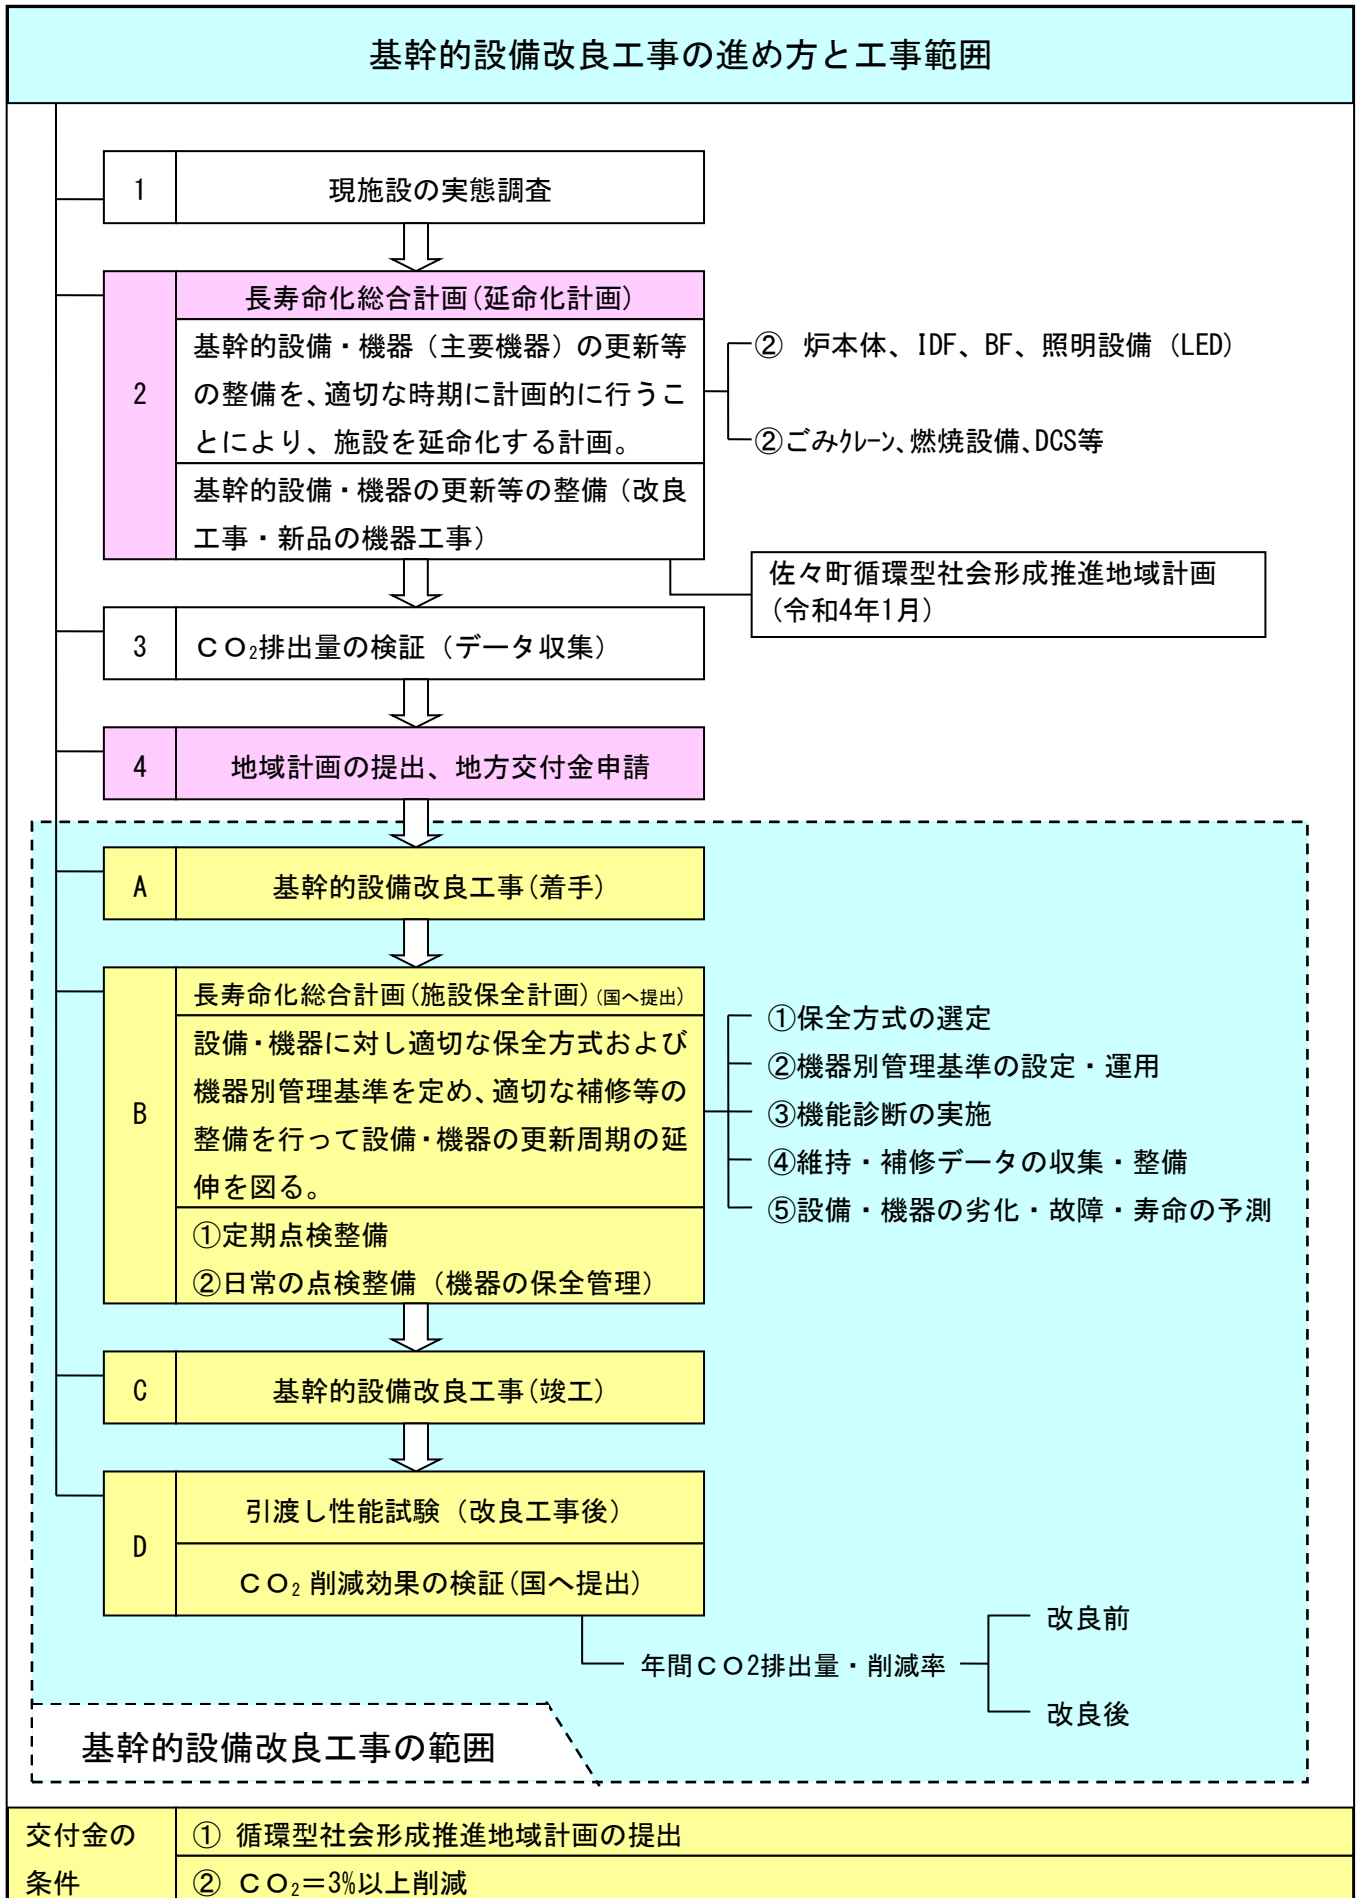 基幹的設備改良工事の進め方と工事範囲
1
現施設の実態調査
2
長寿命化総合計画(延命化計画)
基幹的設備・機器（主要機器）の更新等
の整備を、適切な時期に計画的に行うこ
とにより、施設を延命化する計画。
基幹的設備・機器の更新等の整備（改良
工事・新品の機器工事）
② 炉本体、IDF、BF、照明設備（LED）
②ごみｸﾚｰﾝ、燃焼設備、DCS等
佐々町循環型社会形成推進地域計画
（令和4年1月）
3
ＣＯ₂排出量の検証（データ収集）
4
地域計画の提出、地方交付金申請
A
基幹的設備改良工事(着手)
B
長寿命化総合計画(施設保全計画)(国へ提出)
設備・機器に対し適切な保全方式および
機器別管理基準を定め、適切な補修等の
整備を行って設備・機器の更新周期の延
伸を図る。
①定期点検整備
②日常の点検整備（機器の保全管理）
①保全方式の選定
②機器別管理基準の設定・運用
③機能診断の実施
④維持・補修データの収集・整備
⑤設備・機器の劣化・故障・寿命の予測
C
基幹的設備改良工事(竣工)
D
引渡し性能試験（改良工事後）
ＣＯ₂ 削減効果の検証(国へ提出)
年間ＣＯ2排出量・削減率
改良前
改良後
基幹的設備改良工事の範囲
交付金の
条件
① 循環型社会形成推進地域計画の提出
② ＣＯ₂＝3%以上削減